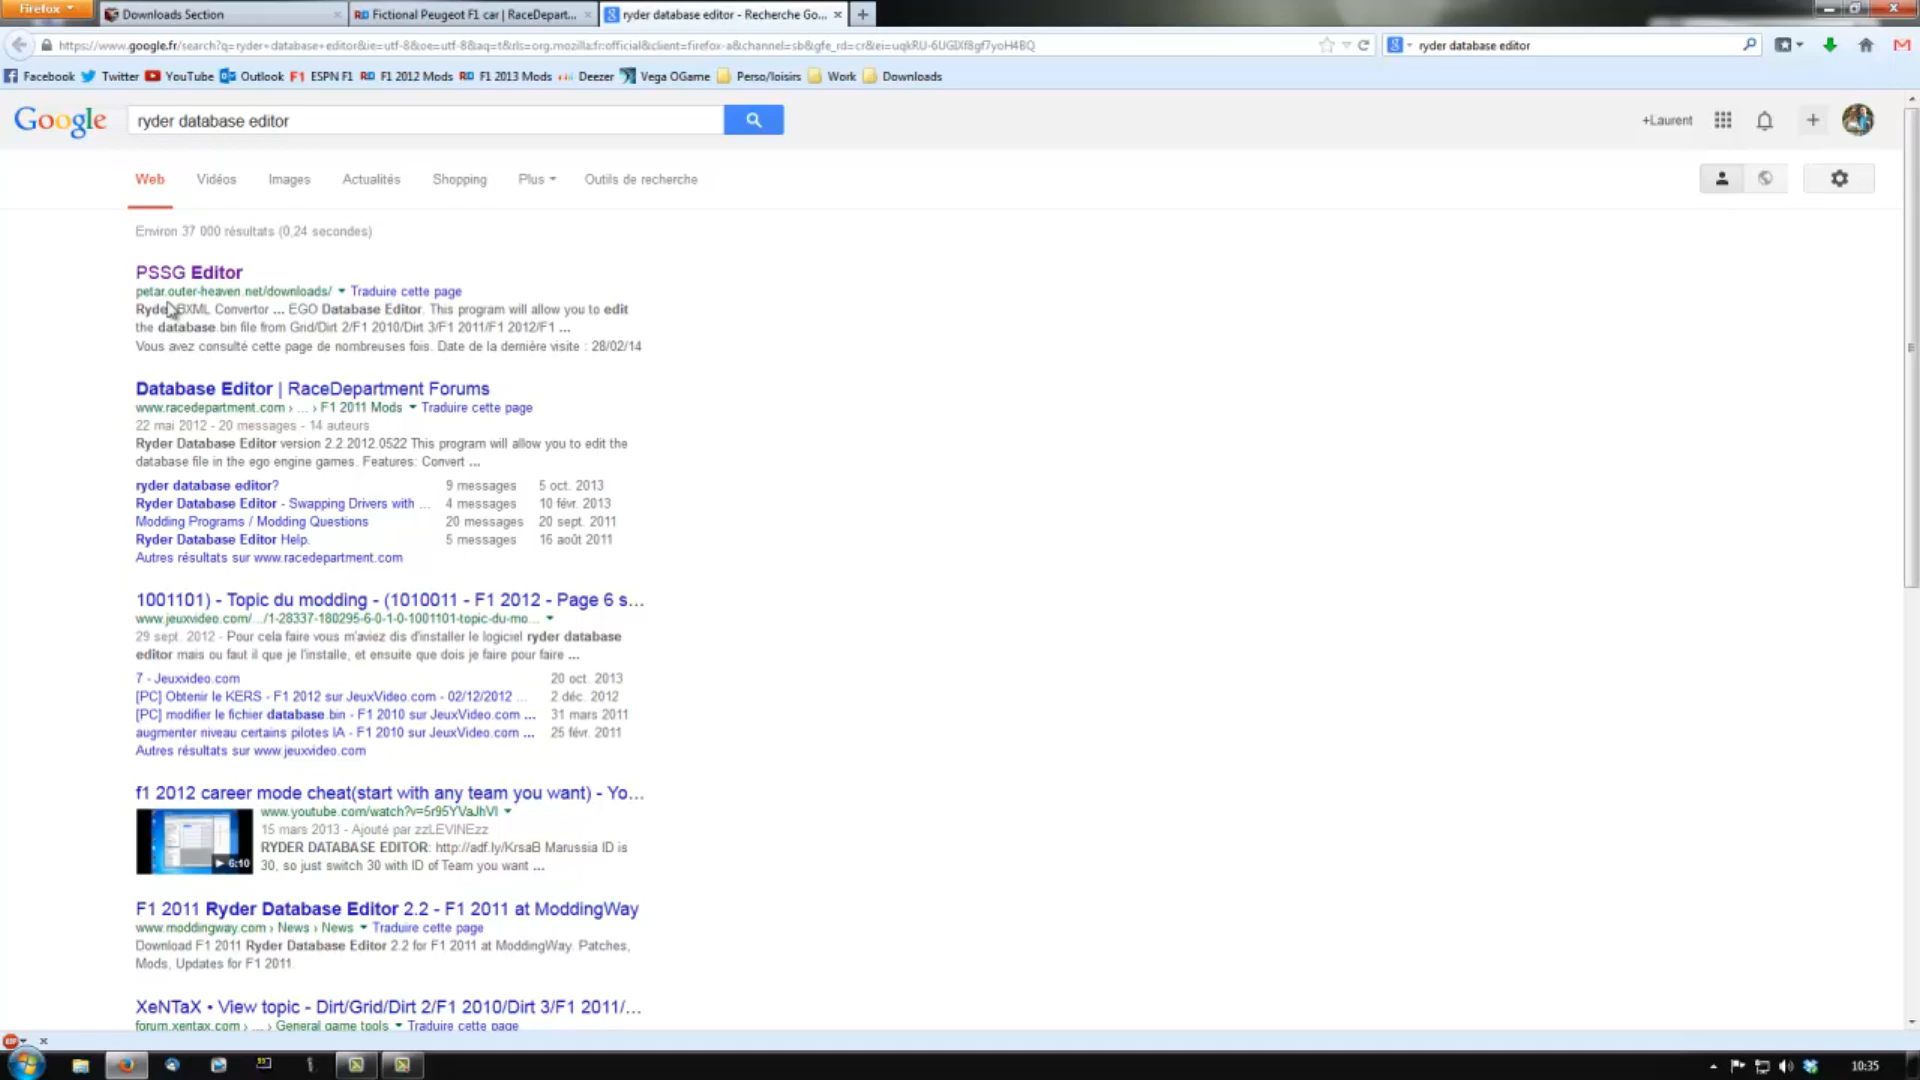 Firefox
Downloads Section
RD Fictional Peugeot F1 car | RaceDepart...
ryder database editor - Recherche Go...
https://www.google.fr/search?q=ryder+database+editor&ie=utf-8&oe=utf-8&aq=t&rls=org.mozilla:fr:official&client=firefox-a&channel=sb&gfe_rd=cr&ei=uqkRU-6UGIXf8gf7yoH4BQ
ryder database editor
Facebook Twitter YouTube Outlook F1 ESPN F1 RD F1 2012 Mods RD F1 2013 Mods Deezer Vega OGame Perso/loisirs Work Downloads
Google
ryder database editor
+Laurent
Web Vidéos Images Actualités Shopping Plus Outils de recherche
Environ 37 000 résultats (0,24 secondes)
PSSG Editor
petar.outer-heaven.net/downloads/ Traduire cette page
Ryder BXML Convertor ... EGO Database Editor. This program will allow you to edit
the database.bin file from Grid/Dirt 2/F1 2010/Dirt 3/F1 2011/F1 2012/F1 ...
Vous avez consulté cette page de nombreuses fois. Date de la dernière visite : 28/02/14
Database Editor | RaceDepartment Forums
www.racedepartment.com › ... › F1 2011 Mods Traduire cette page
22 mai 2012 - 20 messages - 14 auteurs
Ryder Database Editor version 2.2.2012.0522 This program will allow you to edit the
database file in the ego engine games. Features: Convert ...
ryder database editor? 9 messages 5 oct. 2013
Ryder Database Editor - Swapping Drivers with ... 4 messages 10 févr. 2013
Modding Programs / Modding Questions 20 messages 20 sept. 2011
Ryder Database Editor Help. 5 messages 16 août 2011
Autres résultats sur www.racedepartment.com
1001101) - Topic du modding - (1010011 - F1 2012 - Page 6 s...
www.jeuxvideo.com/.../1-28337-180295-6-0-1-0-1001101-topic-du-mo...
29 sept. 2012 - Pour cela faire vous m'aviez dis d'installer le logiciel ryder database
editor mais ou faut il que je l'installe, et ensuite que dois je faire pour faire ...
7 - Jeuxvideo.com 20 oct. 2013
[PC] Obtenir le KERS - F1 2012 sur JeuxVideo.com - 02/12/2012 ... 2 déc. 2012
[PC] modifier le fichier database.bin - F1 2010 sur JeuxVideo.com ... 31 mars 2011
augmenter niveau certains pilotes IA - F1 2010 sur JeuxVideo.com ... 25 févr. 2011
Autres résultats sur www.jeuxvideo.com
f1 2012 career mode cheat(start with any team you want) - Yo...
www.youtube.com/watch?v=5r95YVaJhVI
15 mars 2013 - Ajouté par zzLEVINEzz
RYDER DATABASE EDITOR: http://adf.ly/KrsaB Marussia ID is
30, so just switch 30 with ID of Team you want ...
6:10
F1 2011 Ryder Database Editor 2.2 - F1 2011 at ModdingWay
www.moddingway.com › News › News Traduire cette page
Download F1 2011 Ryder Database Editor 2.2 for F1 2011 at ModdingWay. Patches,
Mods, Updates for F1 2011.
XeNTaX • View topic - Dirt/Grid/Dirt 2/F1 2010/Dirt 3/F1 2011/...
forum.xentax.com › ... › General game tools Traduire cette page
ABP
10:35